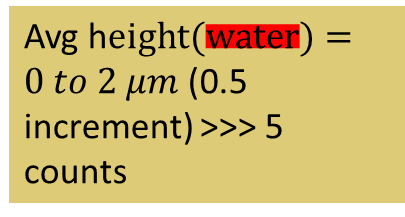 Avg height(water) =
0 to 2 μm (0.5
increment) >>> 5
counts